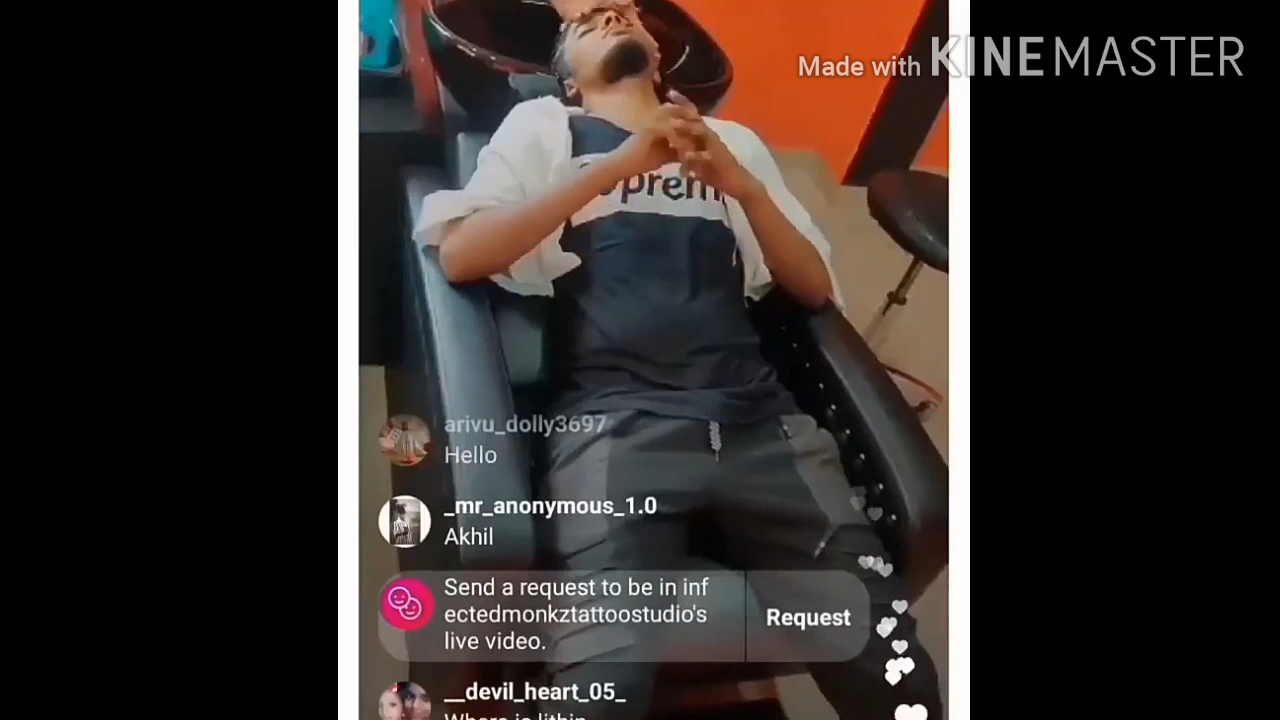 Made with KINEMASTER
arivu_dolly3697
Hello
_mr_anonymous_1.0
Akhil
Send a request to be in inf
ectedmonkztattoostudio's
live video.
Request
__devil_heart_05_